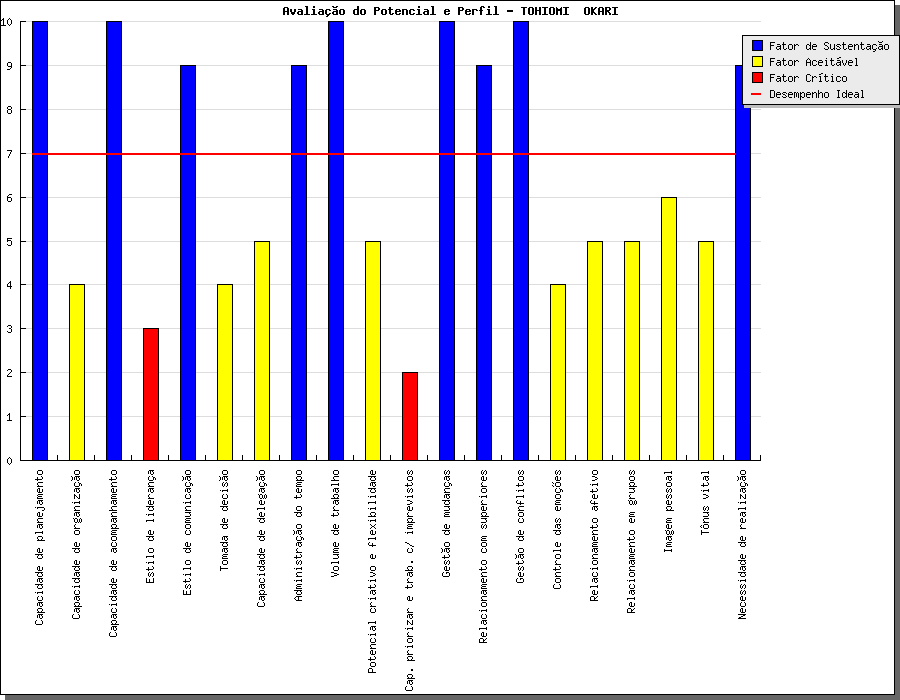 Avaliação do Potencial e Perfil - TOHIOMI  OKARI
Fator de Sustentação
Fator Aceitável
Fator Crítico
Desempenho Ideal
10
9
8
7
6
5
4
3
2
1
0
Capacidade de planejamento
Capacidade de organização
Capacidade de acompanhamento
Estilo de liderança
Estilo de comunicação
Tomada de decisão
Capacidade de delegação
Administração do tempo
Volume de trabalho
Potencial criativo e flexibilidade
Cap. priorizar e trab. c/ imprevistos
Gestão de mudanças
Relacionamento com superiores
Gestão de conflitos
Controle das emoções
Relacionamento afetivo
Relacionamento em grupos
Imagem pessoal
Tônus vital
Necessidade de realização